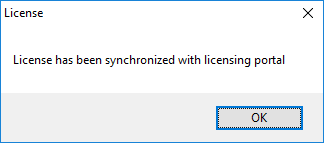 License
License has been synchronized with licensing portal
OK